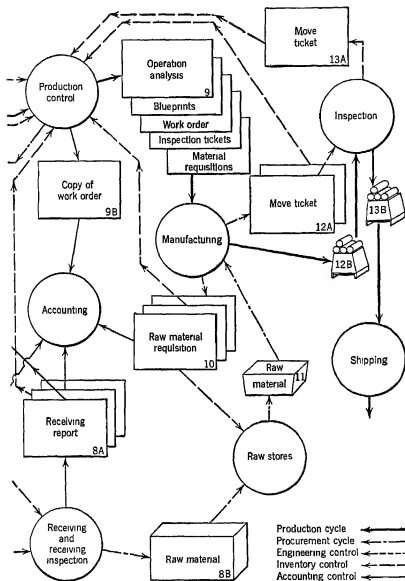 Move
ticket
13A
Operation
analysis
9
Blueprints
Work order
Inspection tickets
Material
requisitions
Production
control
Inspection
Copy of
work order
9B
Move ticket
12A
13B
12B
Manufacturing
Accounting
Raw material
requisition
10
Raw
material
11
Shipping
Receiving
report
8A
Raw stores
Receiving
and
receiving
inspection
Raw material
8B
Production cycle
Procurement cycle
Engineering control
Inventory control
Accounting control